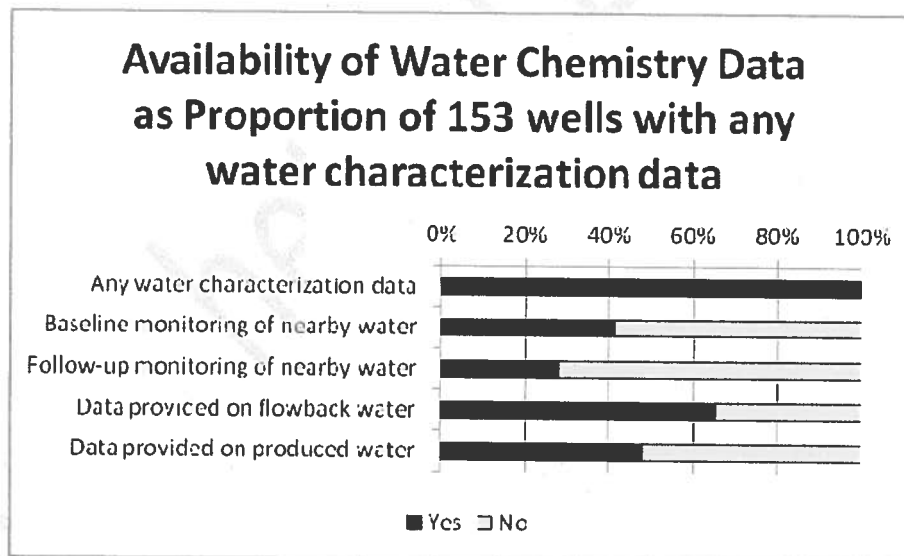 Availability of Water Chemistry Data
as Proportion of 153 wells with any
water characterization data
0% 20% 40% 60% 80% 100%
Any water characterization data
Baseline monitoring of nearby water
Follow-up monitoring of nearby water
Data provided on flowback water
Data provided on produced water
Yes No